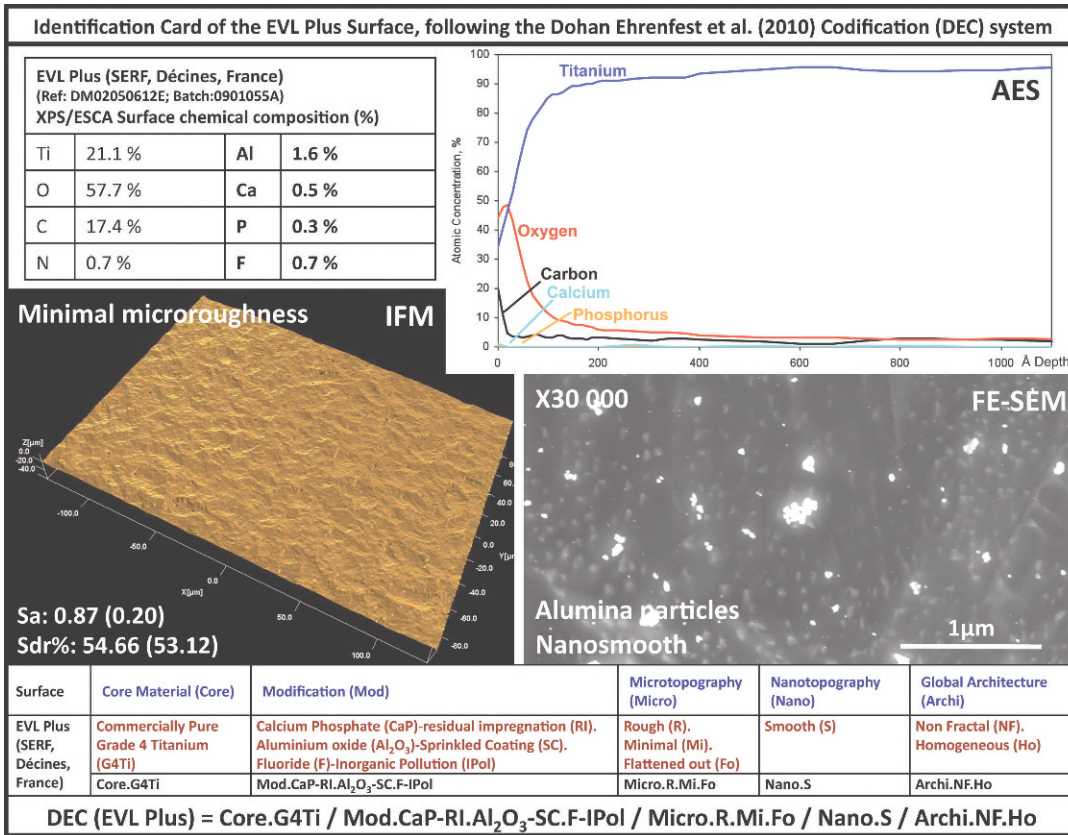 Identification Card of the EVL Plus Surface, following the Dohan Ehrenfest et al. (2010) Codification (DEC) system
EVL Plus (SERF, Décines, France)
(Ref: DM02050612E; Batch:0901055A)
XPS/ESCA Surface chemical composition (%)
Ti 21.1 % Al 1.6 %
O 57.7 % Ca 0.5 %
C 17.4 % P 0.3 %
N 0.7 % F 0.7 %
AES
Atomic Concentration, %
100
90
80
70
60
50
40
30
20
10
0
Titanium
Oxygen
Carbon
Calcium
Phosphorus
0 200 400 600 800 1000 Å Depth
Minimal microroughness IFM
Z[µm]
0.0
-20.0
-40.0
-100.0
-50.0
0.0
X[µm]
50.0
100.0
60.0
40.0
20.0
0.0
Y[µm]
-20.0
-40.0
-60.0
-80.0
Sa: 0.87 (0.20)
Sdr%: 54.66 (53.12)
X30 000 FE-SEM
Alumina particles
Nanosmooth
1µm
Surface Core Material (Core) Modification (Mod) Microtopography (Micro) Nanotopography (Nano) Global Architecture (Archi)
EVL Plus (SERF, Décines, France)
Commercially Pure Grade 4 Titanium (G4Ti)
Calcium Phosphate (CaP)-residual impregnation (RI).
Aluminium oxide (Al₂O₃)-Sprinkled Coating (SC).
Fluoride (F)-Inorganic Pollution (IPol)
Rough (R).
Minimal (Mi).
Flattened out (Fo)
Smooth (S)
Non Fractal (NF).
Homogeneous (Ho)
Core.G4Ti Mod.CaP-RI.Al₂O₃-SC.F-IPol Micro.R.Mi.Fo Nano.S Archi.NF.Ho
DEC (EVL Plus) = Core.G4Ti / Mod.CaP-RI.Al₂O₃-SC.F-IPol / Micro.R.Mi.Fo / Nano.S / Archi.NF.Ho